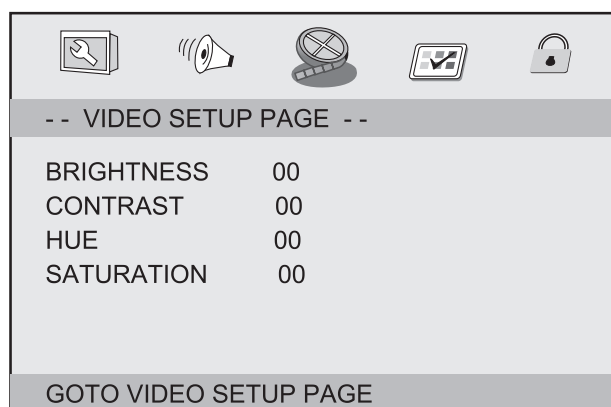 - - VIDEO SETUP PAGE - -
BRIGHTNESS 00
CONTRAST 00
HUE 00
SATURATION 00
GOTO VIDEO SETUP PAGE